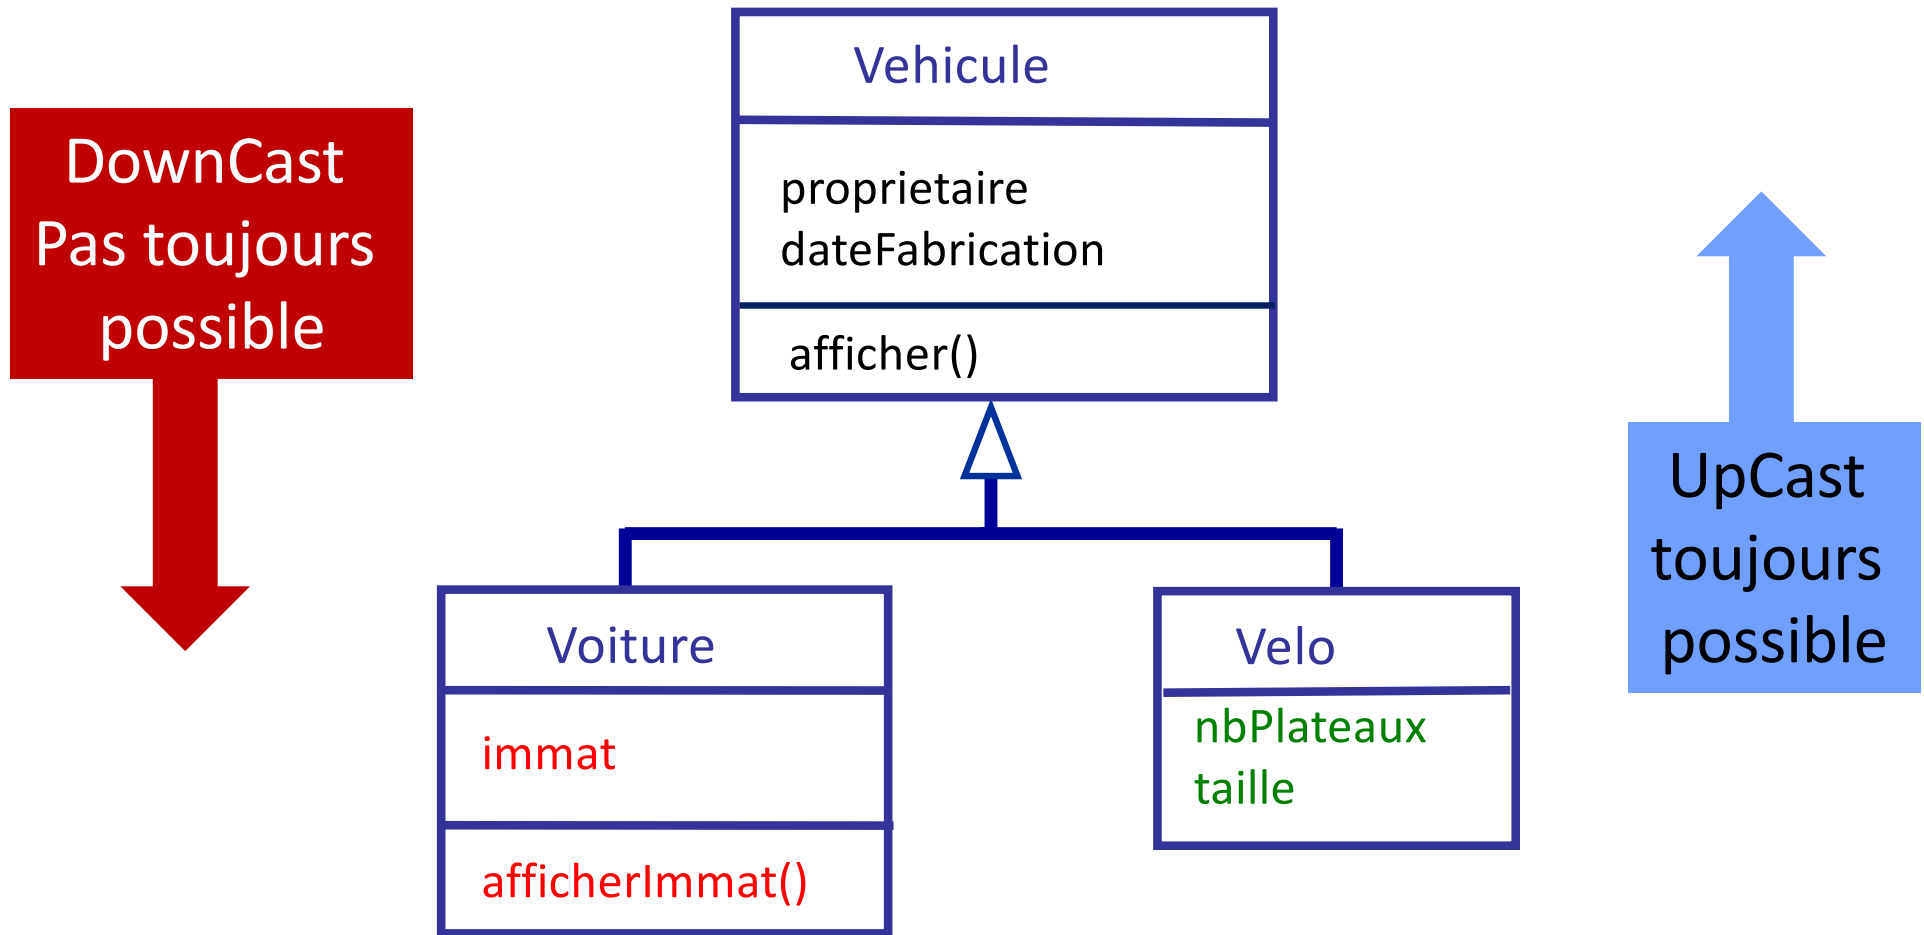 Vehicule
proprietaire
dateFabrication
afficher()
DownCast
Pas toujours
possible
UpCast
toujours
possible
Voiture
immat
afficherImmat()
Velo
nbPlateaux
taille